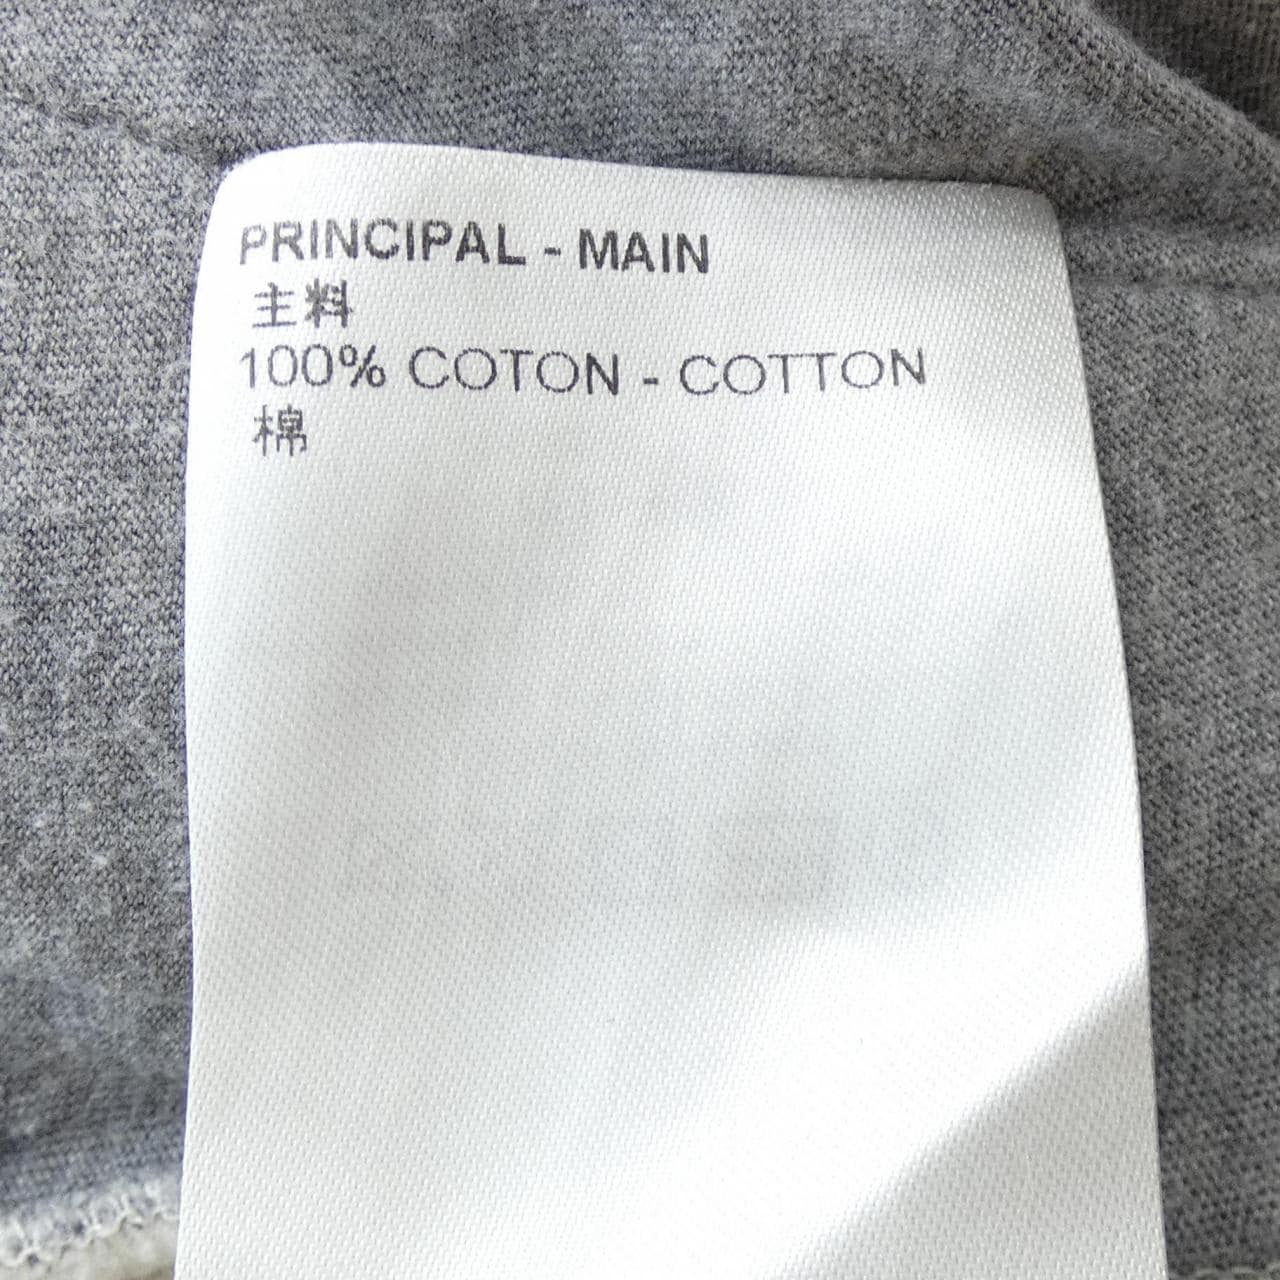 PRINCIPAL - MAIN
主料
100% COTON - COTTON
棉